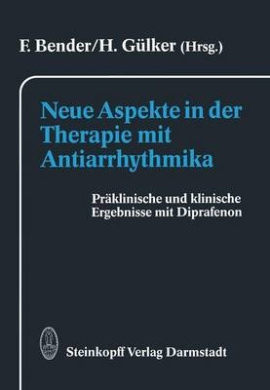 F. Bender/H. Gülker (Hrsg.)
Neue Aspekte in der
Therapie mit
Antiarrhythmika
Präklinische und klinische
Ergebnisse mit Diprafenon
Steinkopff Verlag Darmstadt